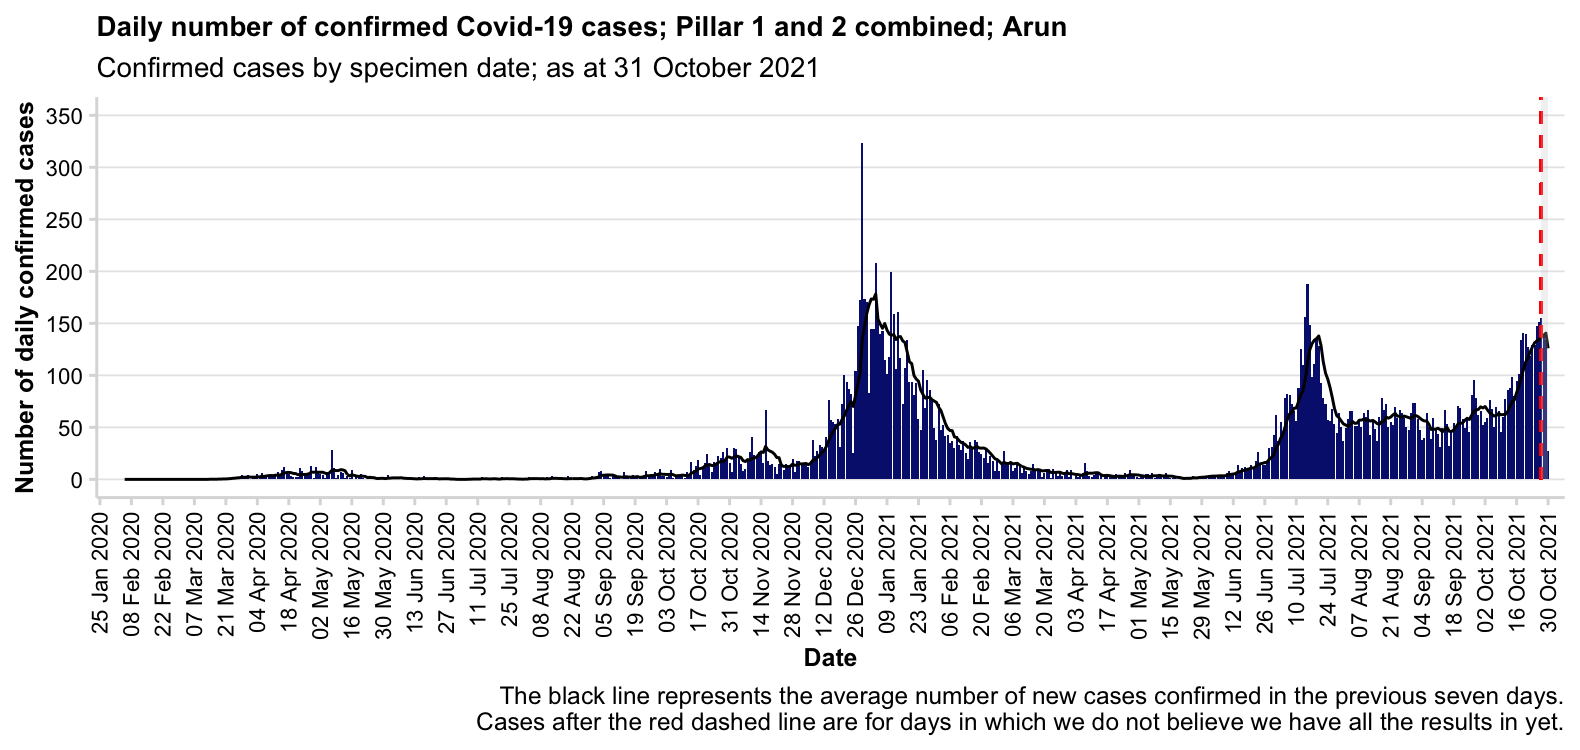 Daily number of confirmed Covid-19 cases; Pillar 1 and 2 combined; Arun
Confirmed cases by specimen date; as at 31 October 2021
Number of daily confirmed cases
350
300
250
200
150
100
50
0
25 Jan 2020
08 Feb 2020
22 Feb 2020
07 Mar 2020
21 Mar 2020
04 Apr 2020
18 Apr 2020
02 May 2020
16 May 2020
30 May 2020
13 Jun 2020
27 Jun 2020
11 Jul 2020
25 Jul 2020
08 Aug 2020
22 Aug 2020
05 Sep 2020
19 Sep 2020
03 Oct 2020
17 Oct 2020
31 Oct 2020
14 Nov 2020
28 Nov 2020
12 Dec 2020
26 Dec 2020
09 Jan 2021
23 Jan 2021
06 Feb 2021
20 Feb 2021
06 Mar 2021
20 Mar 2021
03 Apr 2021
17 Apr 2021
01 May 2021
15 May 2021
29 May 2021
12 Jun 2021
26 Jun 2021
10 Jul 2021
24 Jul 2021
07 Aug 2021
21 Aug 2021
04 Sep 2021
18 Sep 2021
02 Oct 2021
16 Oct 2021
30 Oct 2021
Date
The black line represents the average number of new cases confirmed in the previous seven days.
Cases after the red dashed line are for days in which we do not believe we have all the results in yet.